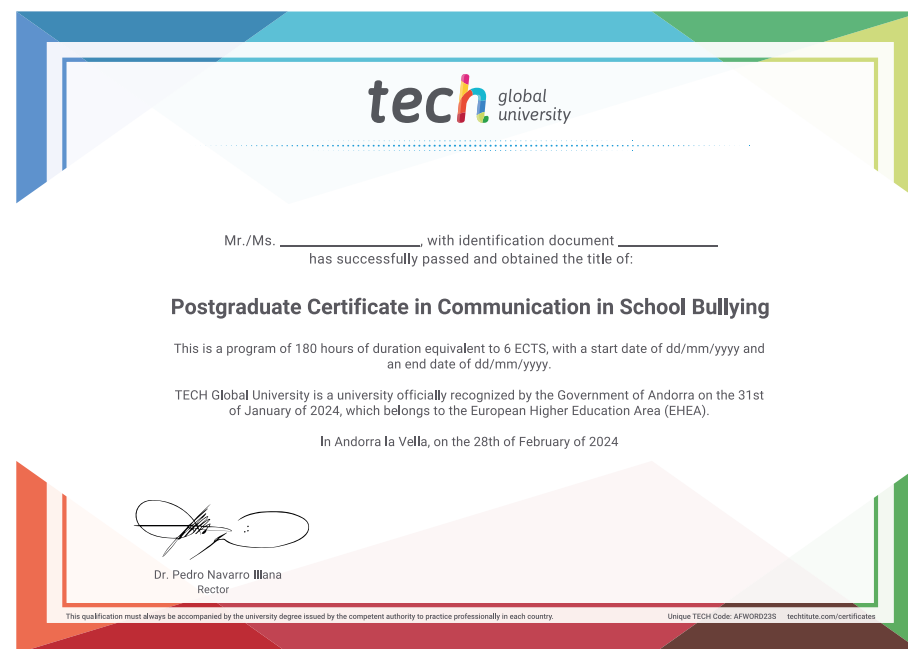 tech global university
Mr./Ms. ____________, with identification document ____________
has successfully passed and obtained the title of:
Postgraduate Certificate in Communication in School Bullying
This is a program of 180 hours of duration equivalent to 6 ECTS, with a start date of dd/mm/yyyy and
an end date of dd/mm/yyyy.
TECH Global University is a university officially recognized by the Government of Andorra on the 31st
of January of 2024, which belongs to the European Higher Education Area (EHEA).
In Andorra la Vella, on the 28th of February of 2024
Dr. Pedro Navarro Illana
Rector
This qualification must always be accompanied by the university degree issued by the competent authority to practice professionally in each country.
Unique TECH Code: AFWORD23S techtitute.com/certificates